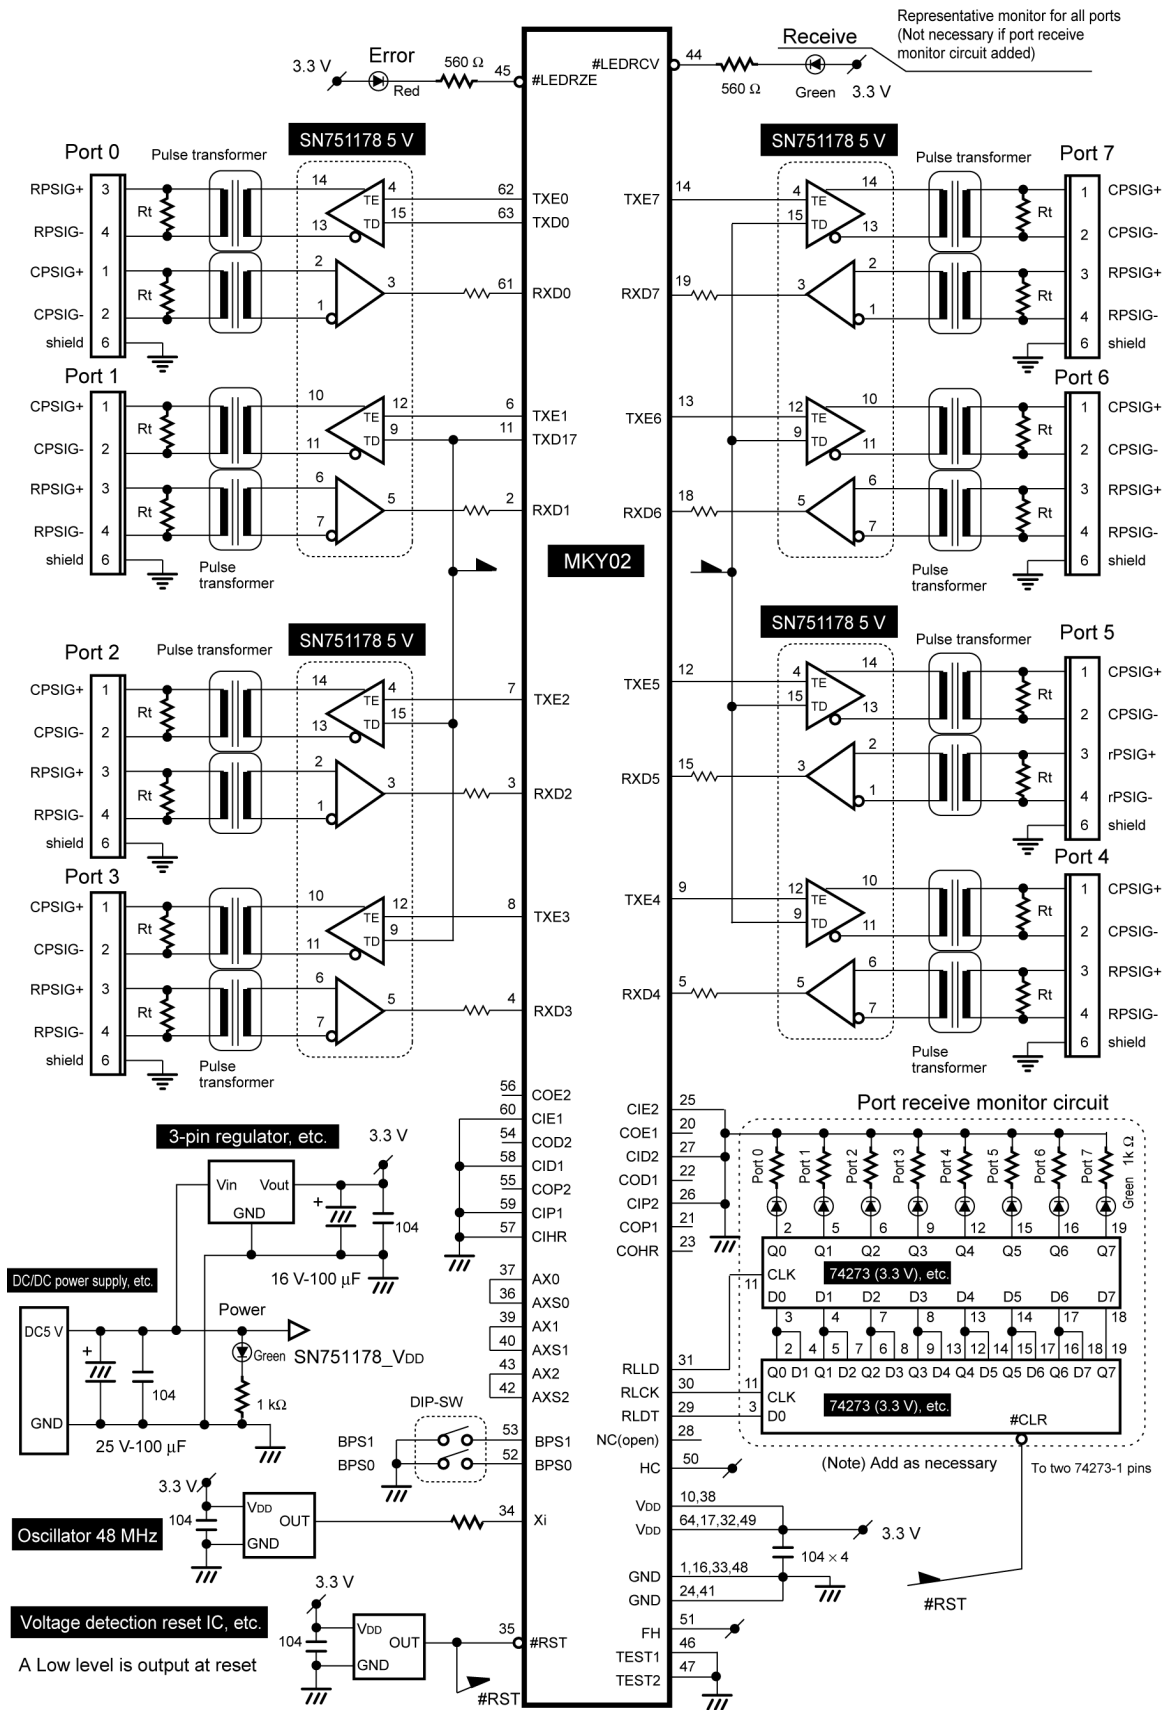 Representative monitor for all ports
(Not necessary if port receive
monitor circuit added)
Error
3.3 V
Red
560 Ω
45
#LEDRZE
#LEDRCV
44
560 Ω
Receive
Green
3.3 V
SN751178 5 V
SN751178 5 V
Port 0
Pulse transformer
RPSIG+ 3
RPSIG- 4
CPSIG+ 1
CPSIG- 2
shield 6
Rt
Rt
14
13
2
1
TE 4
TD 15
3
62 TXE0
63 TXD0
61 RXD0
Port 7
Pulse transformer
TXE7 14
RXD7 19
4 TE
15 TD
3
14
13
2
1
Rt
Rt
1 CPSIG+
2 CPSIG-
3 RPSIG+
4 RPSIG-
6 shield
Port 1
CPSIG+ 1
CPSIG- 2
RPSIG+ 3
RPSIG- 4
shield 6
Rt
Rt
Pulse
transformer
10
11
6
7
TE 12
TD 9
5
6 TXE1
11 TXD17
2 RXD1
Port 6
TXE6 13
RXD6 18
12 TE
9 TD
5
10
11
6
7
Rt
Rt
Pulse
transformer
1 CPSIG+
2 CPSIG-
3 RPSIG+
4 RPSIG-
6 shield
MKY02
SN751178 5 V
SN751178 5 V
Port 2
Pulse transformer
CPSIG+ 1
CPSIG- 2
RPSIG+ 3
RPSIG- 4
shield 6
Rt
Rt
14
13
2
1
TE 4
TD 15
3
7 TXE2
3 RXD2
Port 5
Pulse transformer
TXE5 12
RXD5 15
4 TE
15 TD
3
14
13
2
1
Rt
Rt
1 CPSIG+
2 CPSIG-
3 rPSIG+
4 rPSIG-
6 shield
Port 3
CPSIG+ 1
CPSIG- 2
RPSIG+ 3
RPSIG- 4
shield 6
Rt
Rt
Pulse
transformer
10
11
6
7
TE 12
TD 9
5
8 TXE3
4 RXD3
Port 4
TXE4 9
RXD4 5
12 TE
9 TD
5
10
11
6
7
Rt
Rt
Pulse
transformer
1 CPSIG+
2 CPSIG-
3 RPSIG+
4 RPSIG-
6 shield
56 COE2
60 CIE1
54 COD2
58 CID1
55 COP2
59 CIP1
57 CIHR
37 AX0
36 AXS0
39 AX1
40 AXS1
43 AX2
42 AXS2
CIE2 25
COE1 20
CID2 27
COD1 22
CIP2 26
COP1 21
COHR 23
3-pin regulator, etc.
3.3 V
Vin Vout
GND
+
104
16 V-100 µF
DC/DC power supply, etc.
DC5 V
GND
+
104
25 V-100 µF
Power
Green
1 kΩ
SN751178_VDD
DIP-SW
BPS1
BPS0
53 BPS1
52 BPS0
Port receive monitor circuit
Port 0
Port 1
Port 2
Port 3
Port 4
Port 5
Port 6
Port 7
Green 1k Ω
2 5 6 9 12 15 16 19
Q0 Q1 Q2 Q3 Q4 Q5 Q6 Q7
11
CLK
74273 (3.3 V), etc.
D0 D1 D2 D3 D4 D5 D6 D7
3 4 7 8 13 14 17 18
2 4 5 7 6 8 9 13 12 14 15 17 16 18 19
Q0 D1 Q1 D2 Q2 D3 Q3 D4 Q4 D5 Q5 D6 Q6 D7 Q7
11
CLK
3
D0
74273 (3.3 V), etc.
#CLR
RLLD 31
RLCK 30
RLDT 29
NC(open) 28
HC 50
(Note) Add as necessary
To two 74273-1 pins
VDD 10,38
VDD 64,17,32,49
3.3 V
104 × 4
GND 1,16,33,48
GND 24,41
FH 51
TEST1 46
TEST2 47
#RST
Oscillator 48 MHz
3.3 V
104
VDD
OUT
GND
34 Xi
Voltage detection reset IC, etc.
A Low level is output at reset
3.3 V
104
VDD
OUT
GND
35 #RST
#RST